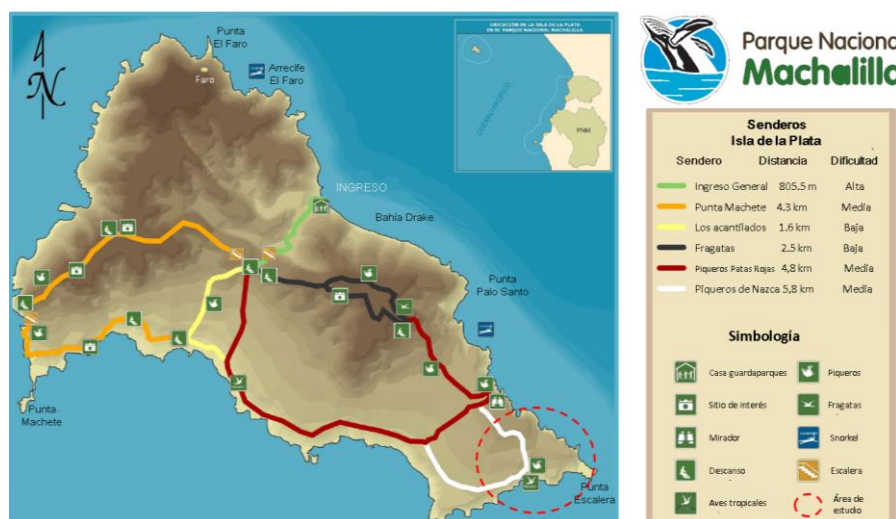 Punta
El Faro
Faro
Arrecife
El Faro
N
UBICACIÓN DE LA ISLA DE LA PLATA
EN EL PARQUE NACIONAL MACHALILLA
OCEANO PACIFICO
PNM
INGRESO
Bahía Drake
Punta
Palo Santo
Punta
Machete
Punta
Escalera
Parque Naciona
Machalilla
Senderos
Isla de la Plata
Sendero Distancia Dificultad
Ingreso General 805.5 m Alta
Punta Machete 4.3 km Media
Los acantilados 1.6 km Baja
Fragatas 2.5 km Baja
Piqueros Patas Rojas 4,8 km Media
Piqueros de Nazca 5,8 km Media
Simbología
Casa guardaparques Piqueros
Sitio de interés Fragatas
Mirador Snorkel
Descanso Escalera
Aves tropicales Área de
estudio